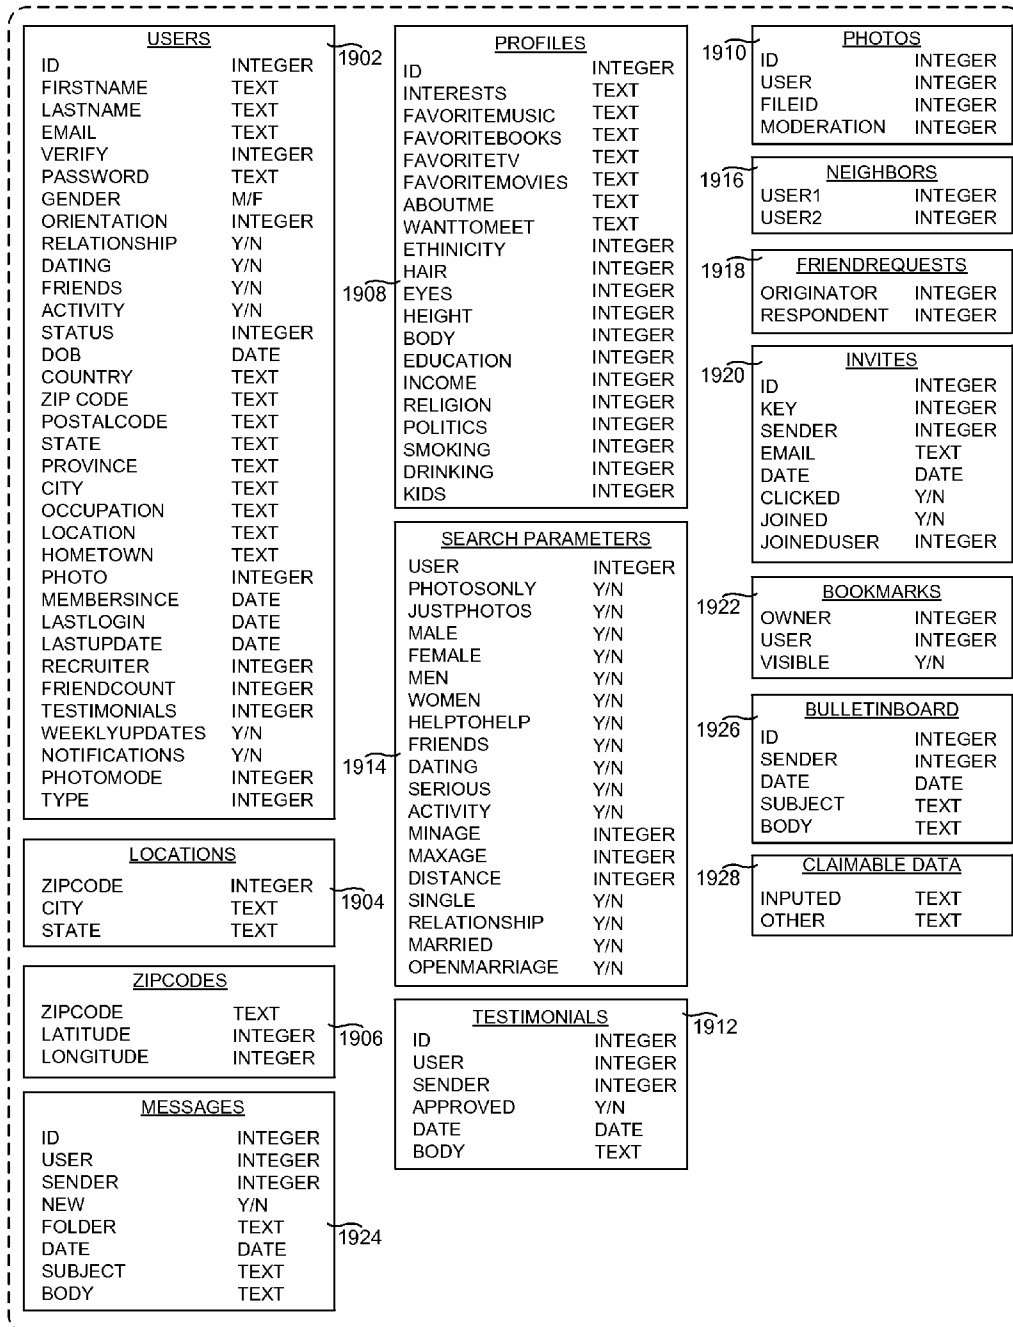 USERS
ID INTEGER
FIRSTNAME TEXT
LASTNAME TEXT
EMAIL TEXT
VERIFY INTEGER
PASSWORD TEXT
GENDER M/F
ORIENTATION INTEGER
RELATIONSHIP Y/N
DATING Y/N
FRIENDS Y/N
ACTIVITY Y/N
STATUS INTEGER
DOB DATE
COUNTRY TEXT
ZIP CODE TEXT
POSTALCODE TEXT
STATE TEXT
PROVINCE TEXT
CITY TEXT
OCCUPATION TEXT
LOCATION TEXT
HOMETOWN TEXT
PHOTO INTEGER
MEMBERSINCE DATE
LASTLOGIN DATE
LASTUPDATE DATE
RECRUITER INTEGER
FRIENDCOUNT INTEGER
TESTIMONIALS INTEGER
WEEKLYUPDATES Y/N
NOTIFICATIONS Y/N
PHOTOMODE INTEGER
TYPE INTEGER
1902
LOCATIONS
ZIPCODE INTEGER
CITY TEXT
STATE TEXT
1904
ZIPCODES
ZIPCODE TEXT
LATITUDE INTEGER
LONGITUDE INTEGER
1906
MESSAGES
ID INTEGER
USER INTEGER
SENDER INTEGER
NEW Y/N
FOLDER TEXT
DATE DATE
SUBJECT TEXT
BODY TEXT
1924
PROFILES
ID INTEGER
INTERESTS TEXT
FAVORITEMUSIC TEXT
FAVORITEBOOKS TEXT
FAVORITETV TEXT
FAVORITEMOVIES TEXT
ABOUTME TEXT
WANTTOMEET TEXT
ETHINICITY INTEGER
HAIR INTEGER
EYES INTEGER
HEIGHT INTEGER
BODY INTEGER
EDUCATION INTEGER
INCOME INTEGER
RELIGION INTEGER
POLITICS INTEGER
SMOKING INTEGER
DRINKING INTEGER
KIDS INTEGER
1908
SEARCH PARAMETERS
USER INTEGER
PHOTOSONLY Y/N
JUSTPHOTOS Y/N
MALE Y/N
FEMALE Y/N
MEN Y/N
WOMEN Y/N
HELPTOHELP Y/N
FRIENDS Y/N
DATING Y/N
SERIOUS Y/N
ACTIVITY Y/N
MINAGE INTEGER
MAXAGE INTEGER
DISTANCE INTEGER
SINGLE Y/N
RELATIONSHIP Y/N
MARRIED Y/N
OPENMARRIAGE Y/N
1914
TESTIMONIALS
ID INTEGER
USER INTEGER
SENDER INTEGER
APPROVED Y/N
DATE DATE
BODY TEXT
1912
PHOTOS
1910
ID INTEGER
USER INTEGER
FILEID INTEGER
MODERATION INTEGER
NEIGHBORS
1916
USER1 INTEGER
USER2 INTEGER
FRIENDREQUESTS
1918
ORIGINATOR INTEGER
RESPONDENT INTEGER
INVITES
1920
ID INTEGER
KEY INTEGER
SENDER INTEGER
EMAIL TEXT
DATE DATE
CLICKED Y/N
JOINED Y/N
JOINEDUSER INTEGER
BOOKMARKS
1922
OWNER INTEGER
USER INTEGER
VISIBLE Y/N
BULLETINBOARD
1926
ID INTEGER
SENDER INTEGER
DATE DATE
SUBJECT TEXT
BODY TEXT
CLAIMABLE DATA
1928
INPUTED TEXT
OTHER TEXT